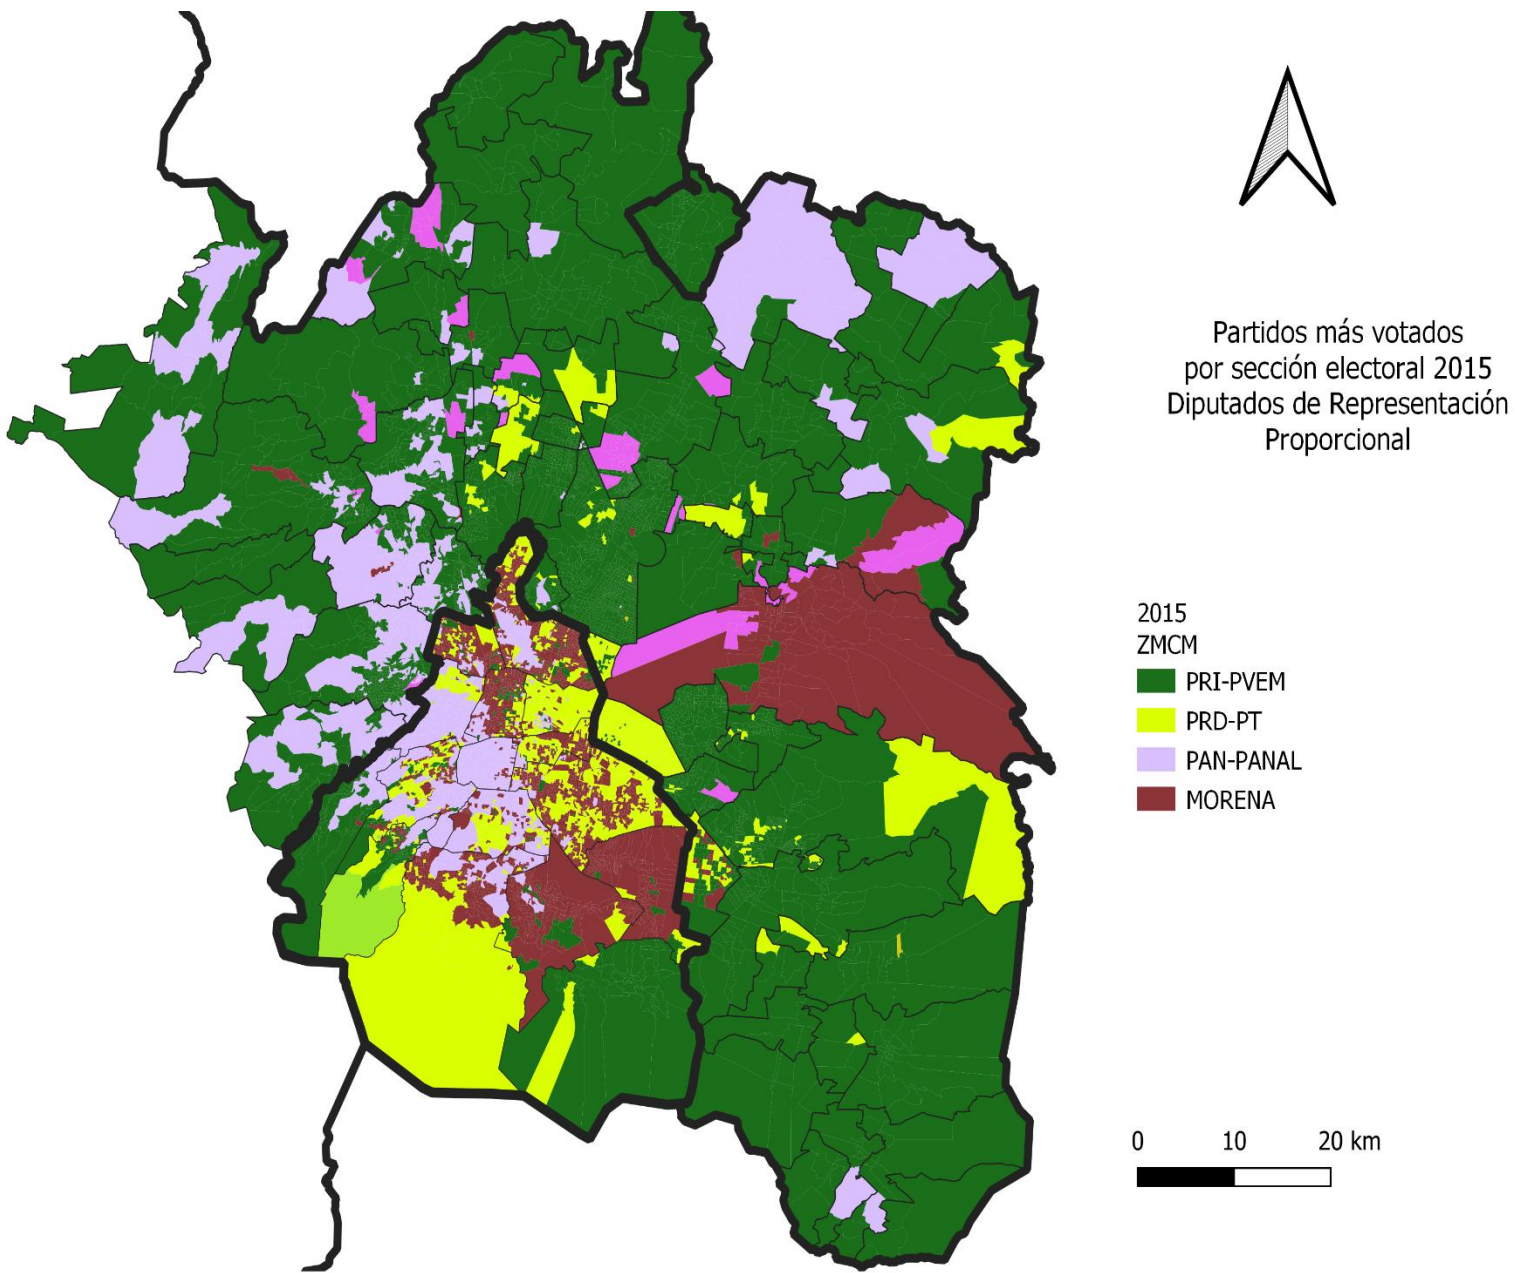 Partidos más votados
por sección electoral 2015
Diputados de Representación
Proporcional
2015
ZMCM
PRI-PVEM
PRD-PT
PAN-PANAL
MORENA
0 10 20 km